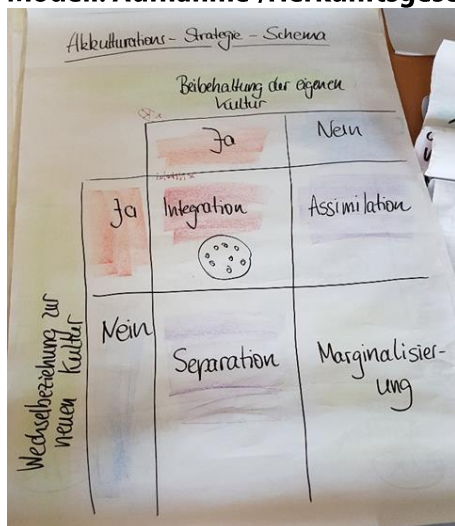 Akkulturations - Strategie - Schema
Beibehaltung der eigenen
Kultur
Ja
Nein
Ja
Integration
Assimilation
Wechselbeziehung zur
neuen Kultur
Nein
Separation
Marginalisier-
ung